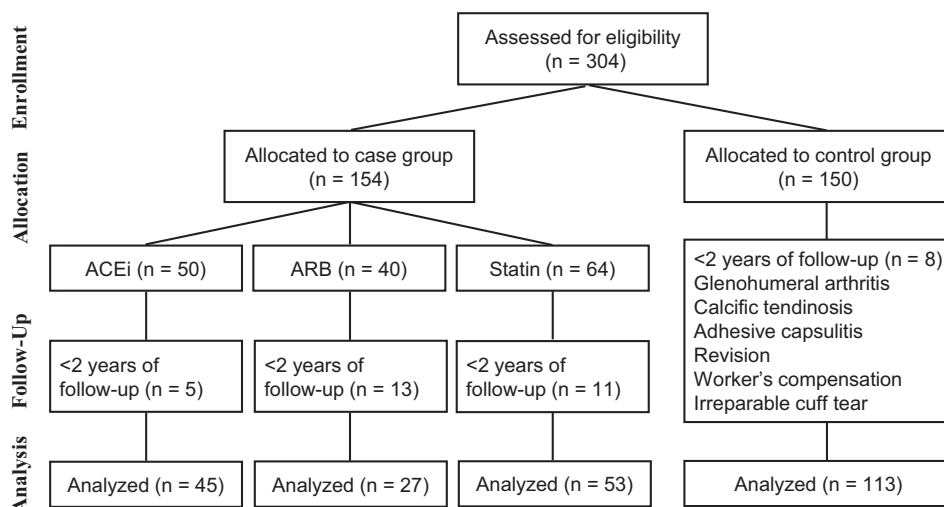 Enrollment
Assessed for eligibility
(n = 304)
Allocation
Allocated to case group
(n = 154)
Allocated to control group
(n = 150)
ACEi (n = 50)
ARB (n = 40)
Statin (n = 64)
Follow-Up
<2 years of
follow-up (n = 5)
<2 years of
follow-up (n = 13)
<2 years of
follow-up (n = 11)
<2 years of follow-up (n = 8)
Glenohumeral arthritis
Calcific tendinosis
Adhesive capsulitis
Revision
Worker's compensation
Irreparable cuff tear
Analysis
Analyzed (n = 45)
Analyzed (n = 27)
Analyzed (n = 53)
Analyzed (n = 113)